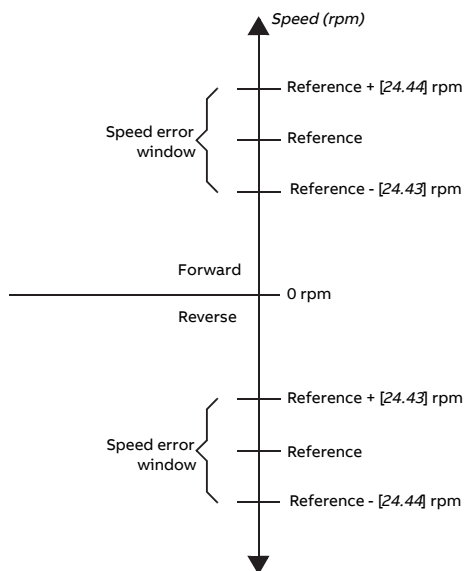 Speed (rpm)
Reference + [24.44] rpm
Speed error
window
Reference
Reference - [24.43] rpm
Forward
0 rpm
Reverse
Reference + [24.43] rpm
Speed error
window
Reference
Reference - [24.44] rpm